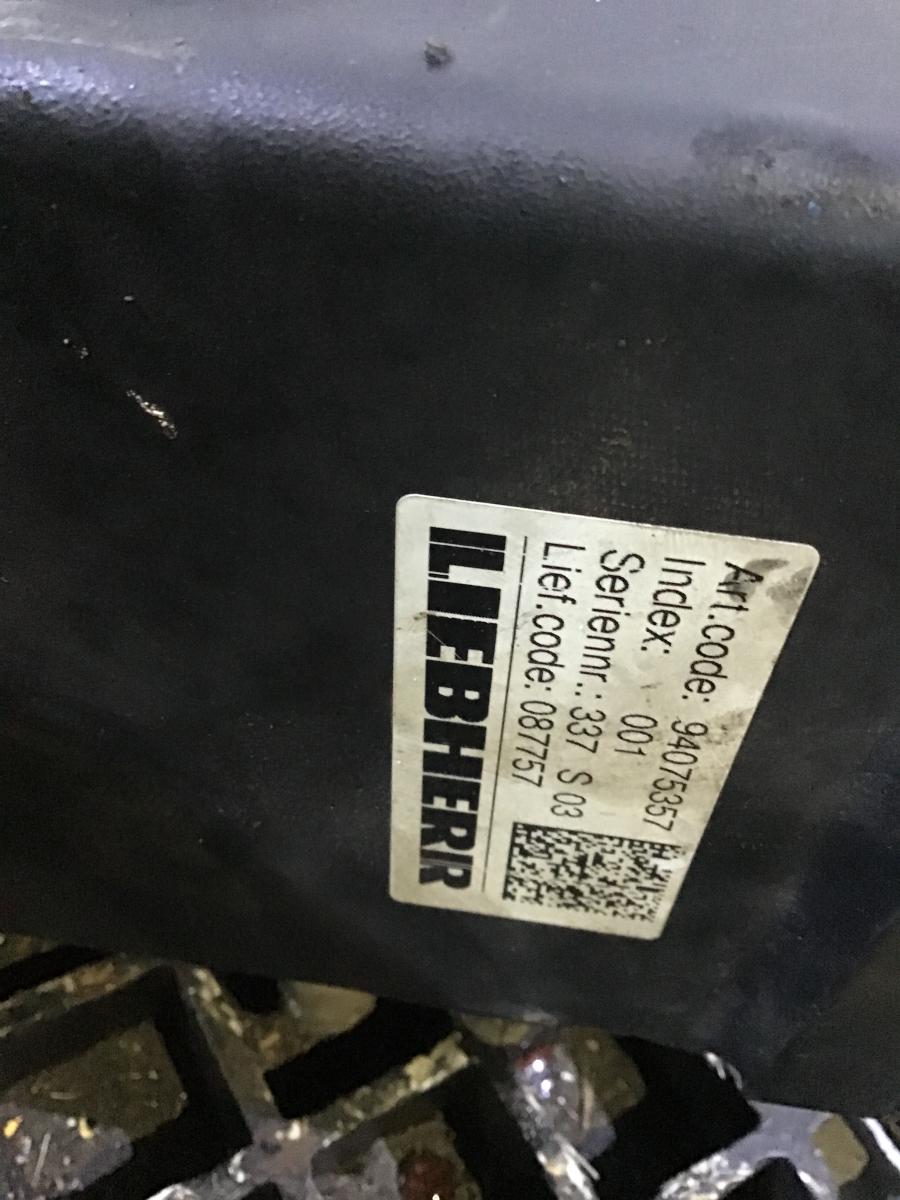 Art.code: 94075357
Index: 001
Seriennr.: 337 S 03
Lief.code: 087757
LIEBHERR